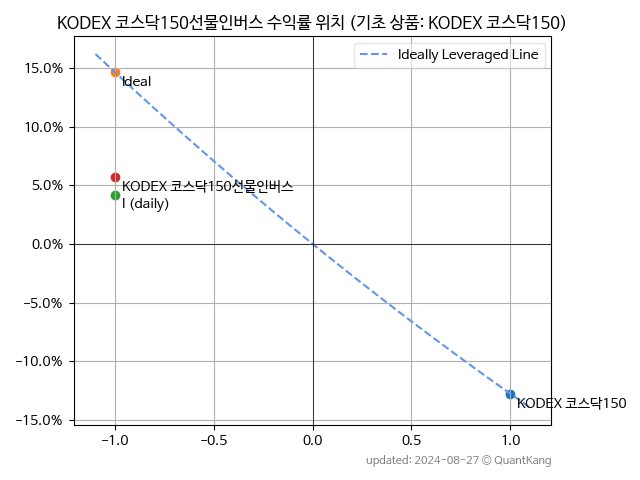 KODEX 코스닥150선물인버스 수익률 위치 (기초 상품: KODEX 코스닥150)
Ideally Leveraged Line
15.0%
Ideal
10.0%
5.0%
KODEX 코스닥150선물인버스
I (daily)
0.0%
-5.0%
-10.0%
KODEX 코스닥150
-15.0%
-1.0 -0.5 0.0 0.5 1.0
updated: 2024-08-27 © QuantKang